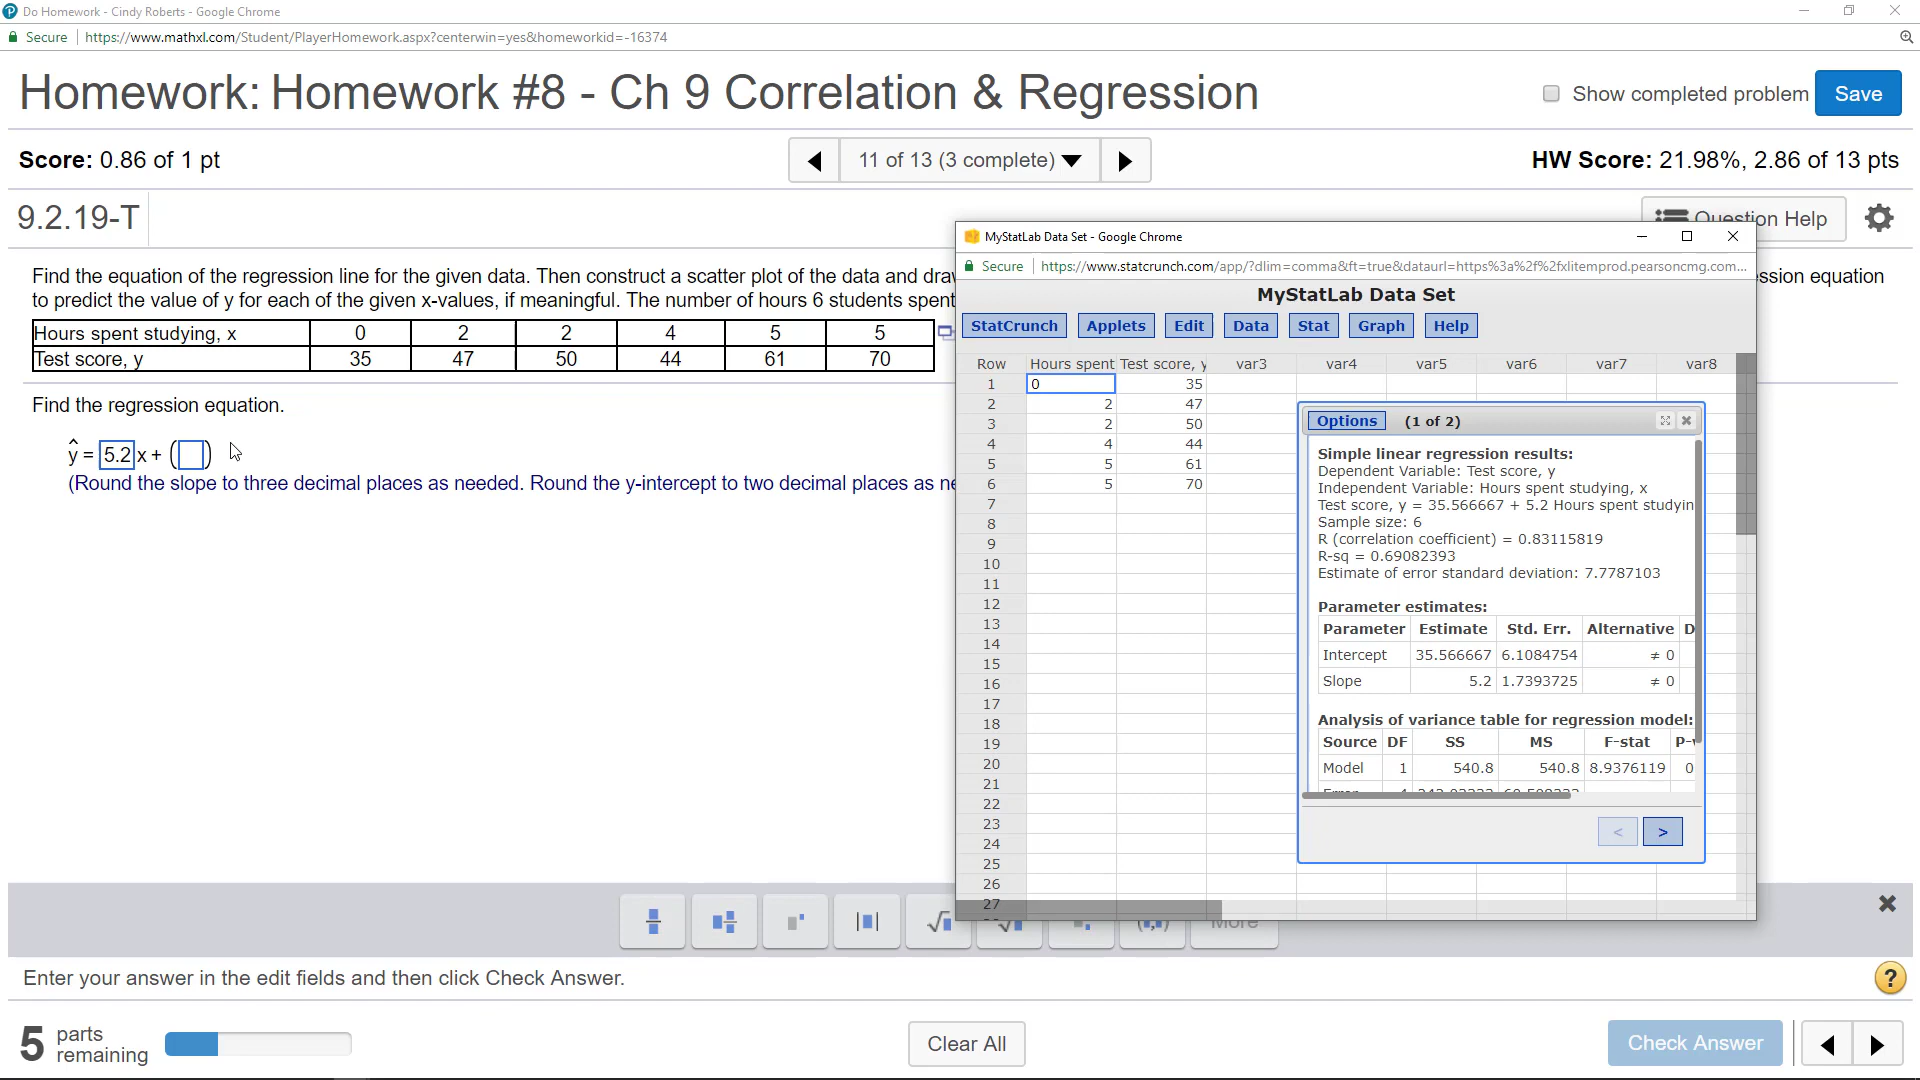 Do Homework - Cindy Roberts - Google Chrome
Secure | https://www.mathxl.com/Student/PlayerHomework.aspx?centerwin=yes&homeworkid=-16374
Homework: Homework #8 - Ch 9 Correlation & Regression
Show completed problem Save
Score: 0.86 of 1 pt
11 of 13 (3 complete)
HW Score: 21.98%, 2.86 of 13 pts
9.2.19-T
Question Help
Find the equation of the regression line for the given data. Then construct a scatter plot of the data and
ssion equation
to predict the value of y for each of the given x-values, if meaningful. The number of hours 6 students spent
Hours spent studying, x 0 2 2 4 5 5
Test score, y 35 47 50 44 61 70
Find the regression equation.
ŷ = 5.2 x + ( )
(Round the slope to three decimal places as needed. Round the y-intercept to two decimal places as
MyStatLab Data Set - Google Chrome
Secure | https://www.statcrunch.com/app/?dlim=comma&ft=true&dataurl=https%3a%2f%2fxlitemprod.pearsoncmg.com...
MyStatLab Data Set
StatCrunch Applets Edit Data Stat Graph Help
Row Hours spent Test score, y var3 var4 var5 var6 var7 var8
1 0 35
2 2 47
3 2 50
4 4 44
5 5 61
6 5 70
7
8
9
10
11
12
13
14
15
16
17
18
19
20
21
22
23
24
25
26
27
Options (1 of 2)
Simple linear regression results:
Dependent Variable: Test score, y
Independent Variable: Hours spent studying, x
Test score, y = 35.566667 + 5.2 Hours spent studyin
Sample size: 6
R (correlation coefficient) = 0.83115819
R-sq = 0.69082393
Estimate of error standard deviation: 7.7787103
Parameter estimates:
Parameter Estimate Std. Err. Alternative D
Intercept 35.566667 6.1084754 ≠ 0
Slope 5.2 1.7393725 ≠ 0
Analysis of variance table for regression model:
Source DF SS MS F-stat P-
Model 1 540.8 540.8 8.9376119 0
< >
More
Enter your answer in the edit fields and then click Check Answer.
?
5 parts
remaining
Clear All
Check Answer